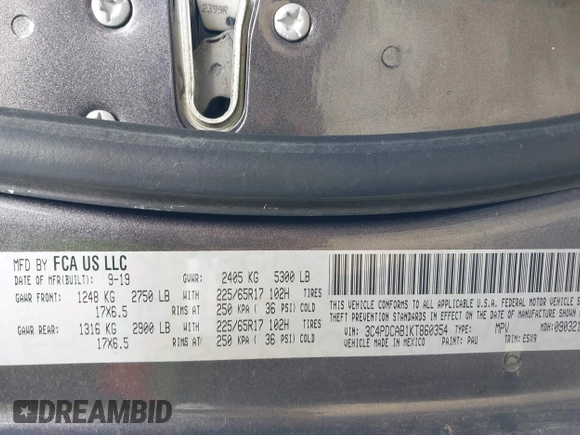 2399R
MFD BY FCA US LLC
DATE OF MFR(BUILT): 9-19 GVWR: 2405 KG 5300 LB
GAWR FRONT: 1248 KG 2750 LB WITH 225/65R17 102H TIRES
17X6.5 RIMS AT 250 KPA ( 36 PSI) COLD
GAWR REAR: 1316 KG 2900 LB WITH 225/65R17 102H TIRES
17X6.5 RIMS AT 250 KPA ( 36 PSI) COLD
THIS VEHICLE CONFORMS TO ALL APPLICABLE U.S.A. FEDERAL MOTOR VEHICLE
THEFT PREVENTION STANDARDS IN EFFECT ON THE DATE OF MANUFACTURE SHOWN
VIN: 3C4PDCAB1KT860354 TYPE: MPV MDH: 090321
VEHICLE MADE IN MEXICO PAINT: PAU TRIM: E5X9
DREAMBID